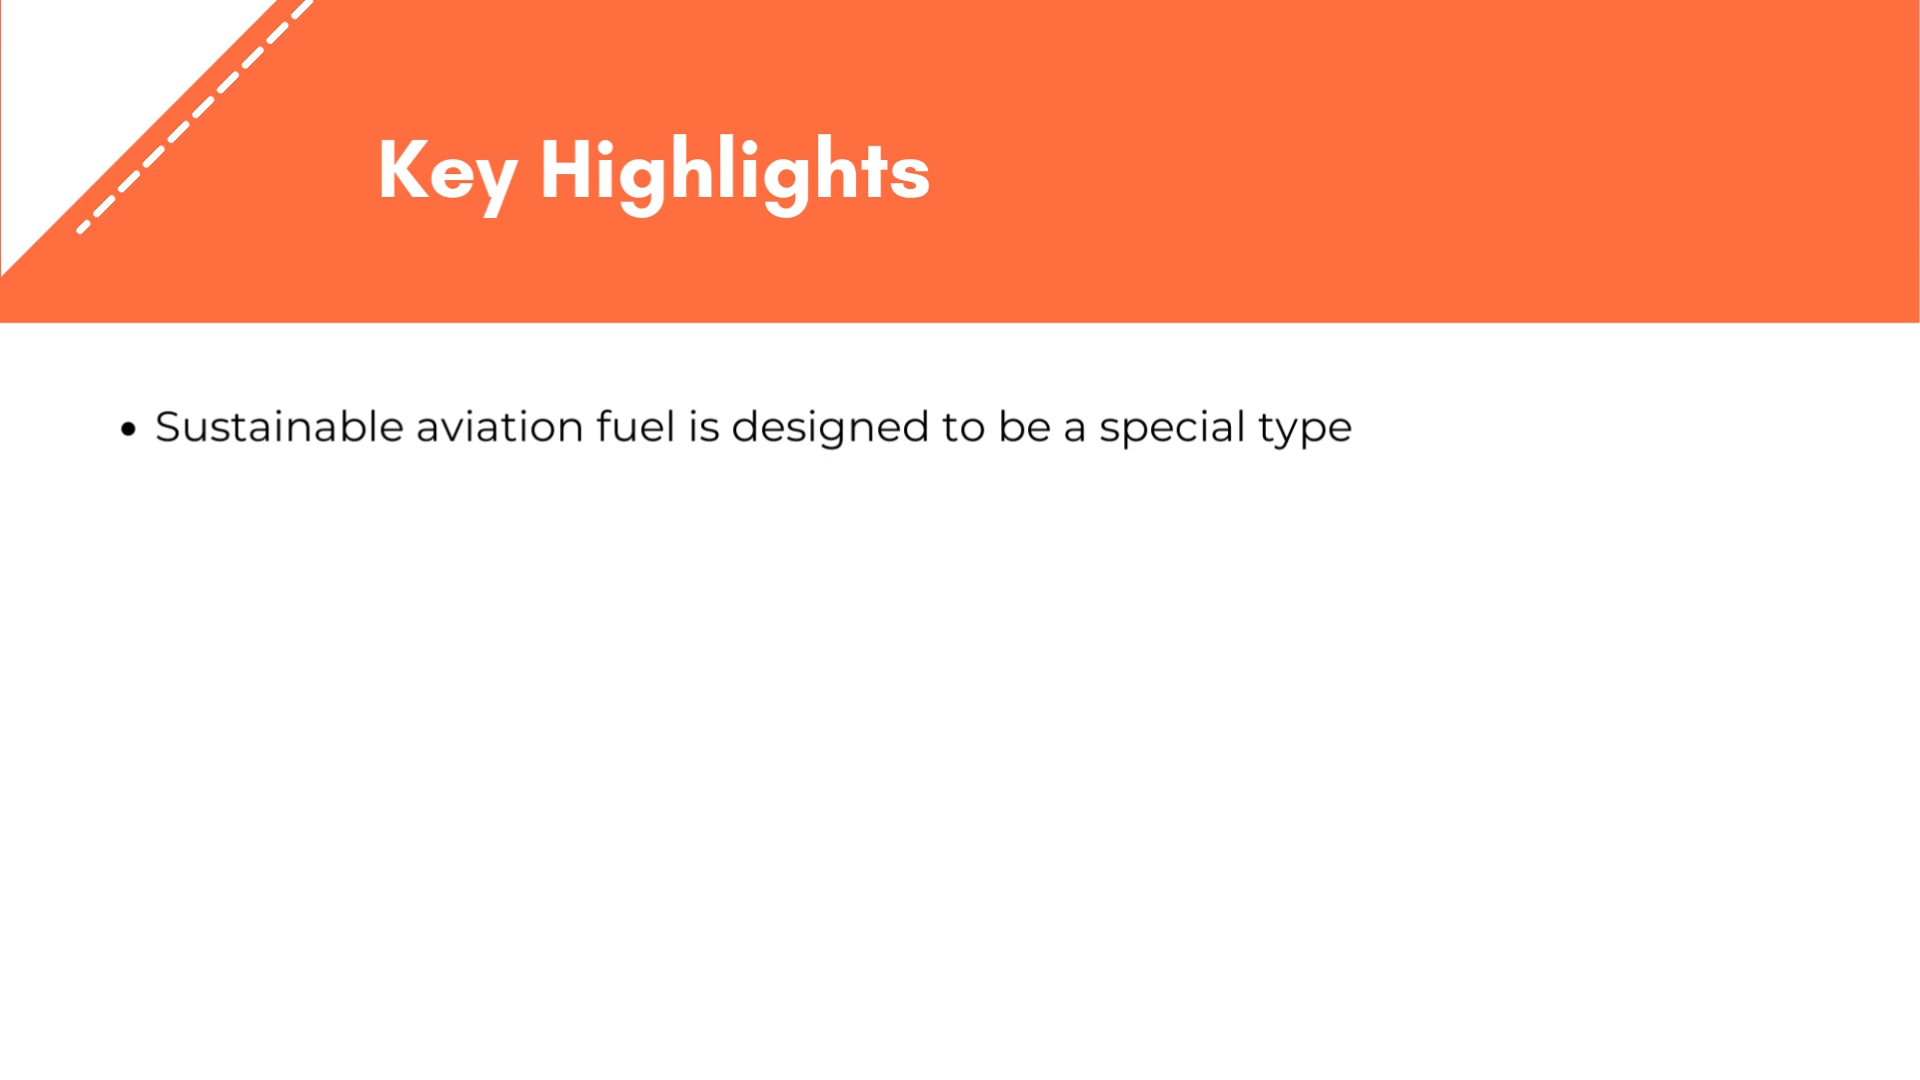 Key Highlights
• Sustainable aviation fuel is designed to be a special type